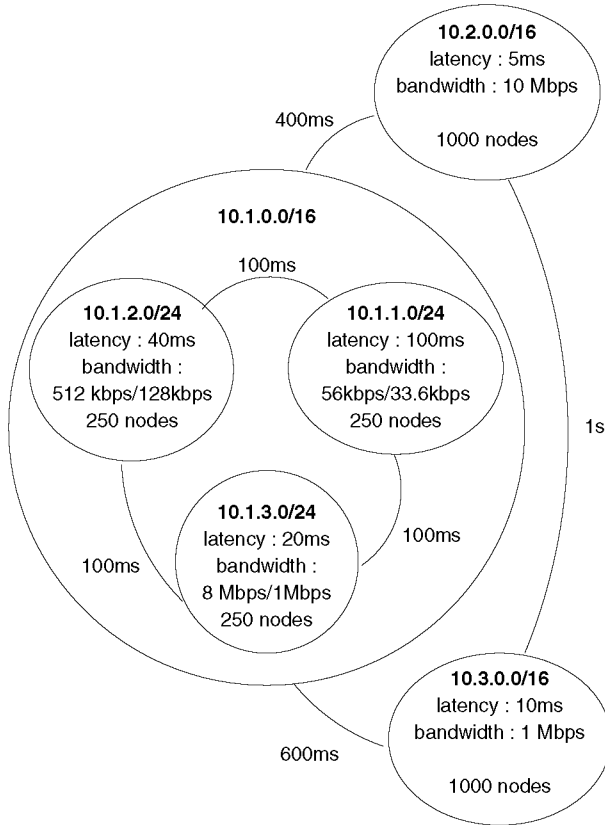 10.2.0.0/16
latency : 5ms
bandwidth : 10 Mbps
1000 nodes
400ms
10.1.0.0/16
100ms
10.1.2.0/24
latency : 40ms
bandwidth :
512 kbps/128kbps
250 nodes
10.1.1.0/24
latency : 100ms
bandwidth :
56kbps/33.6kbps
250 nodes
1s
10.1.3.0/24
latency : 20ms
bandwidth :
8 Mbps/1Mbps
250 nodes
100ms
100ms
10.3.0.0/16
latency : 10ms
bandwidth : 1 Mbps
1000 nodes
600ms